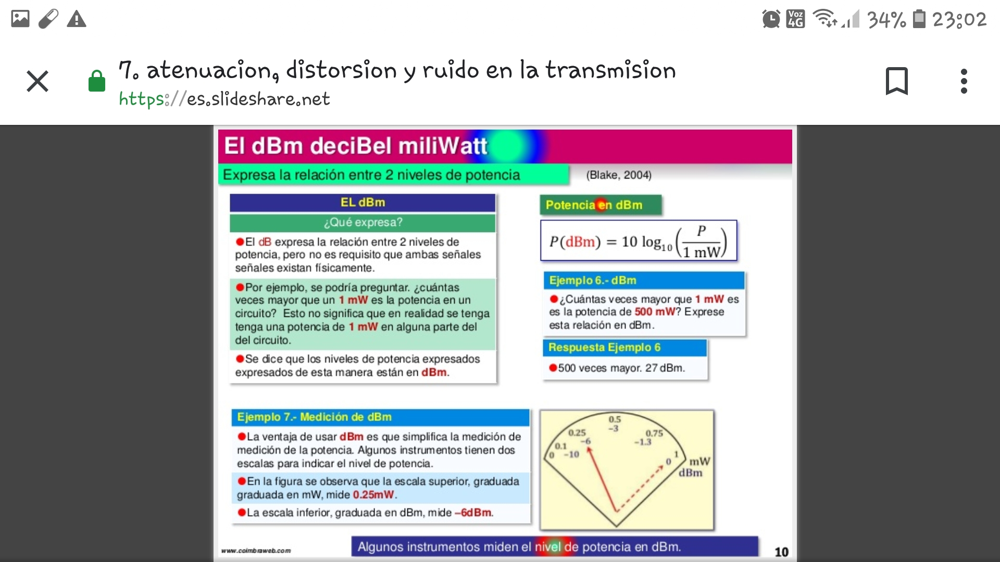 Voz 4G 34% 23:02
7. atenuacion, distorsion y ruido en la transmision
https://es.slideshare.net
El dBm deciBel miliWatt
Expresa la relación entre 2 niveles de potencia
(Blake, 2004)
EL dBm
¿Qué expresa?
●El dB expresa la relación entre 2 niveles de
potencia, pero no es requisito que ambas señales
señales existan físicamente.
●Por ejemplo, se podría preguntar. ¿cuántas
veces mayor que un 1 mW es la potencia en un
circuito? Esto no significa que en realidad se tenga
tenga una potencia de 1 mW en alguna parte del
del circuito.
●Se dice que los niveles de potencia expresados
expresados de esta manera están en dBm.
Potencia en dBm
P(dBm) = 10 log₁₀ (P / 1 mW)
Ejemplo 6.- dBm
●¿Cuántas veces mayor que 1 mW es
es la potencia de 500 mW? Exprese
esta relación en dBm.
Respuesta Ejemplo 6
●500 veces mayor. 27 dBm.
Ejemplo 7.- Medición de dBm
●La ventaja de usar dBm es que simplifica la medición de
medición de la potencia. Algunos instrumentos tienen dos
escalas para indicar el nivel de potencia.
●En la figura se observa que la escala superior, graduada
graduada en mW, mide 0.25mW.
●La escala inferior, graduada en dBm, mide –6dBm.
0 0.1 0.25 0.5 0.75 1 mW
–10 –6 –3 –1.3 0 dBm
www.coimbraweb.com
Algunos instrumentos miden el nivel de potencia en dBm.
10